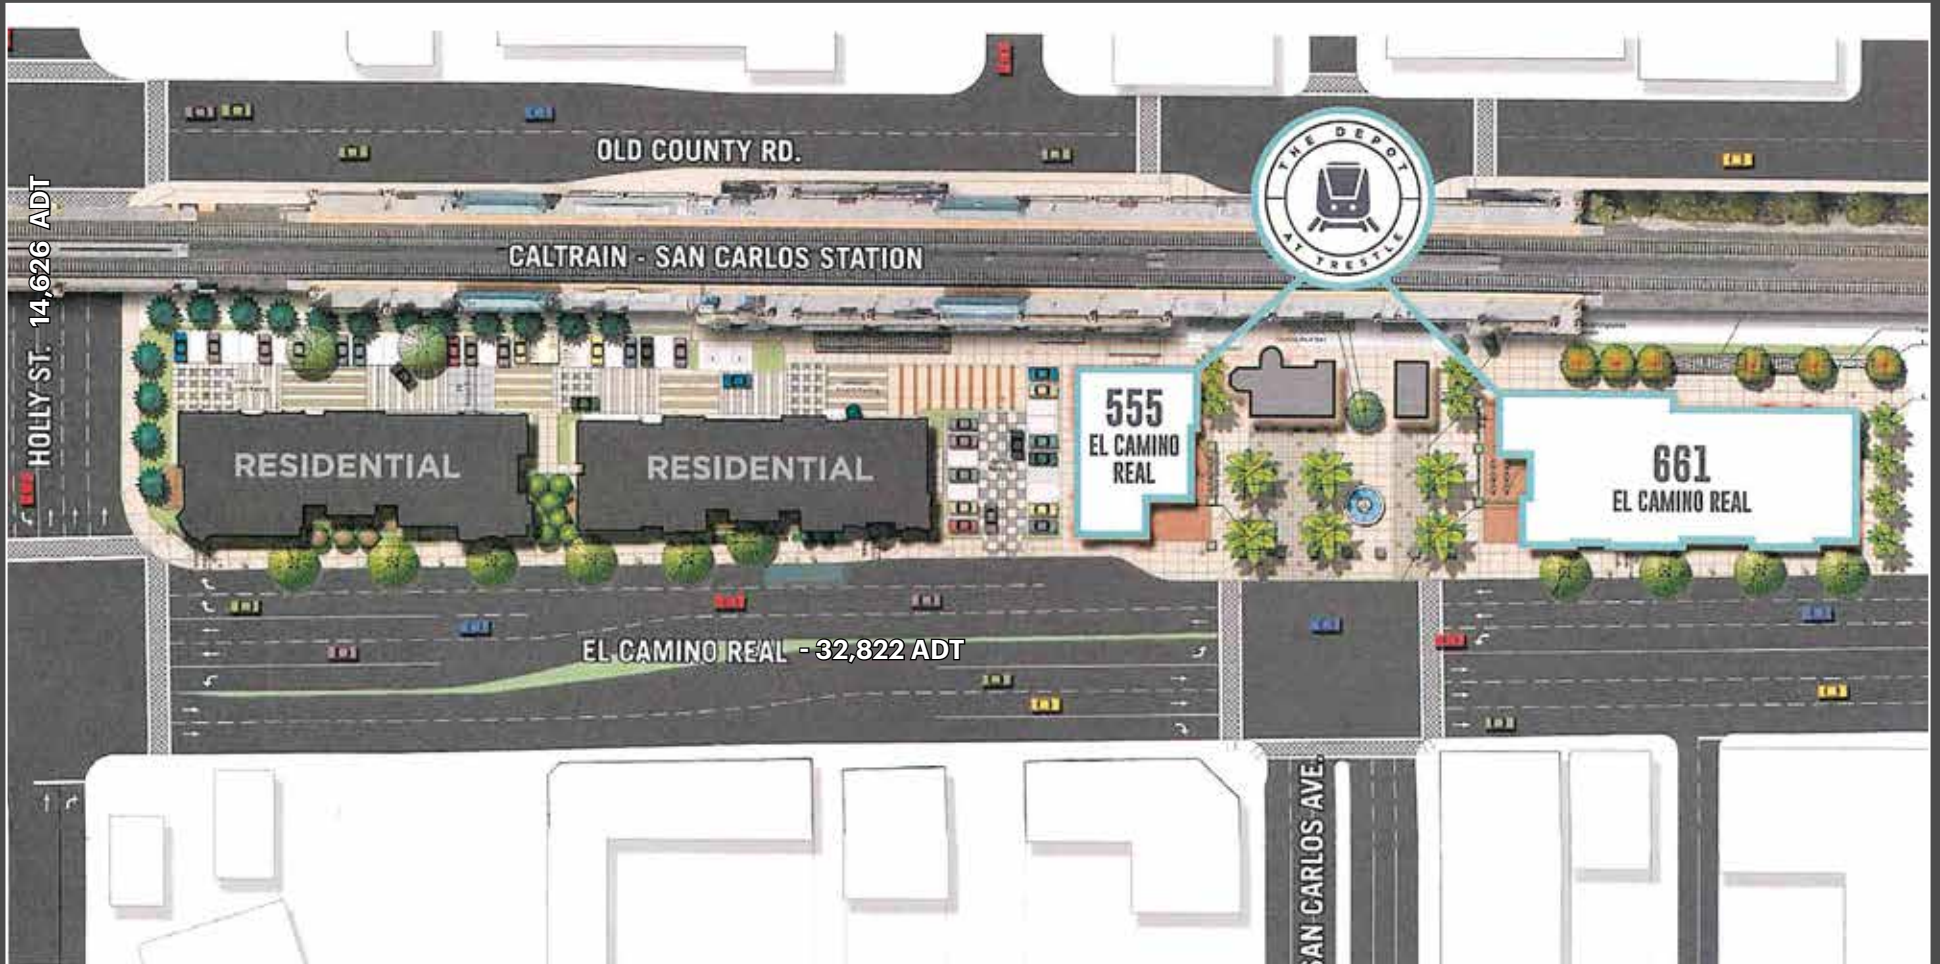 OLD COUNTY RD.
THE DEPOT
AT TRESTLE
CALTRAIN - SAN CARLOS STATION
HOLLY ST. 14,626 ADT
555
EL CAMINO
REAL
661
EL CAMINO REAL
RESIDENTIAL
RESIDENTIAL
EL CAMINO REAL - 32,822 ADT
SAN CARLOS AVE.